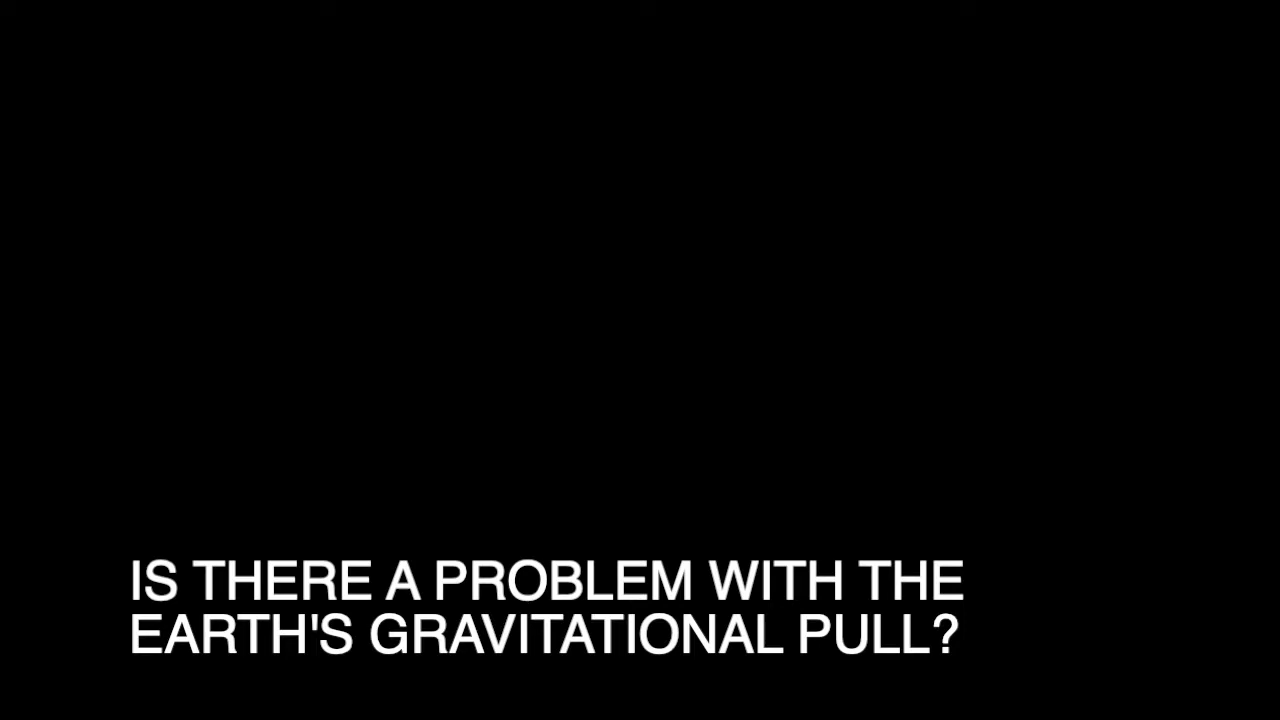 IS THERE A PROBLEM WITH THE
EARTH'S GRAVITATIONAL PULL?